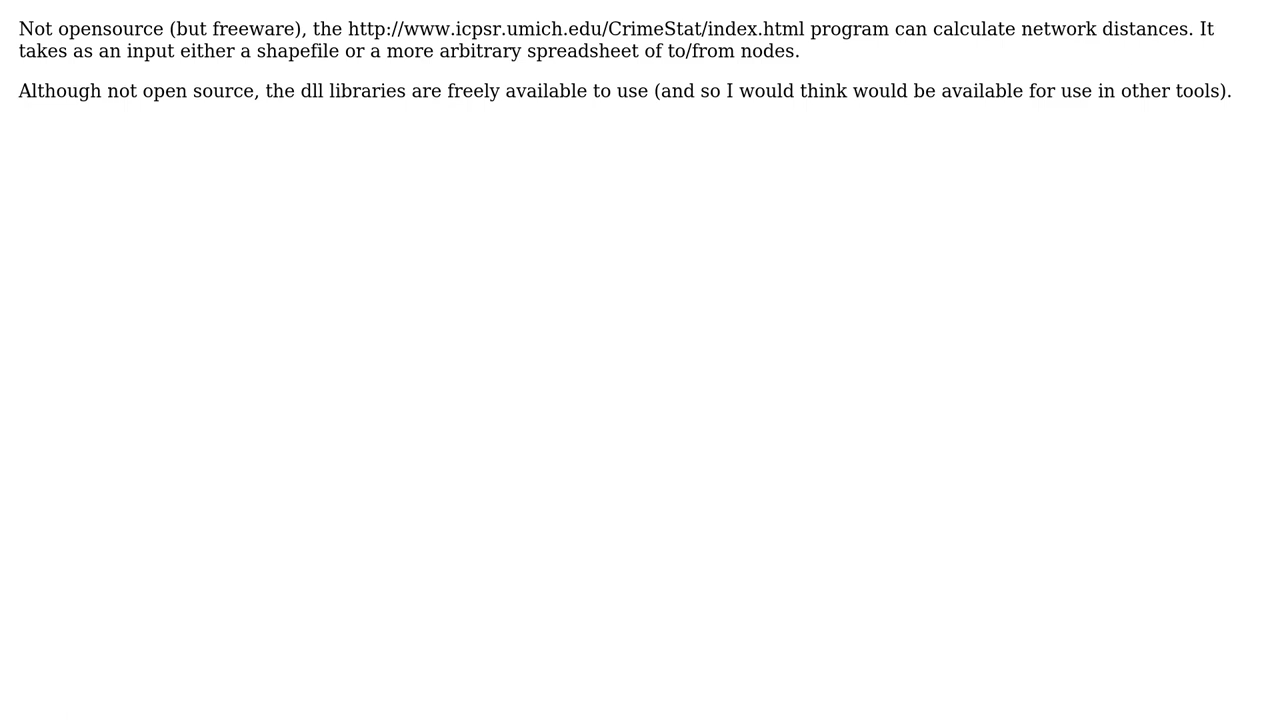 Not opensource (but freeware), the http://www.icpsr.umich.edu/CrimeStat/index.html program can calculate network distances. It
takes as an input either a shapefile or a more arbitrary spreadsheet of to/from nodes.
Although not open source, the dll libraries are freely available to use (and so I would think would be available for use in other tools).